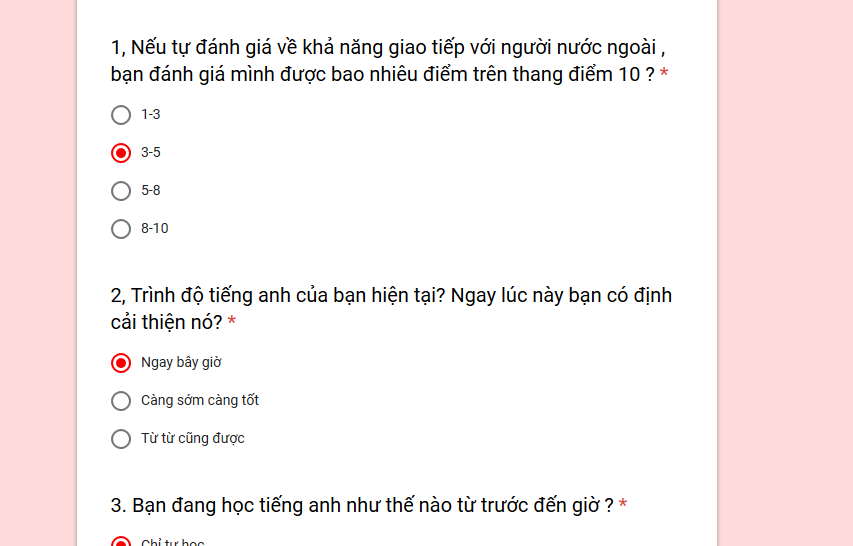 1, Nếu tự đánh giá về khả năng giao tiếp với người nước ngoài ,
bạn đánh giá mình được bao nhiêu điểm trên thang điểm 10 ? *
1-3
3-5
5-8
8-10
2, Trình độ tiếng anh của bạn hiện tại? Ngay lúc này bạn có định
cải thiện nó? *
Ngay bây giờ
Càng sớm càng tốt
Từ từ cũng được
3. Bạn đang học tiếng anh như thế nào từ trước đến giờ ? *
Chỉ tự học